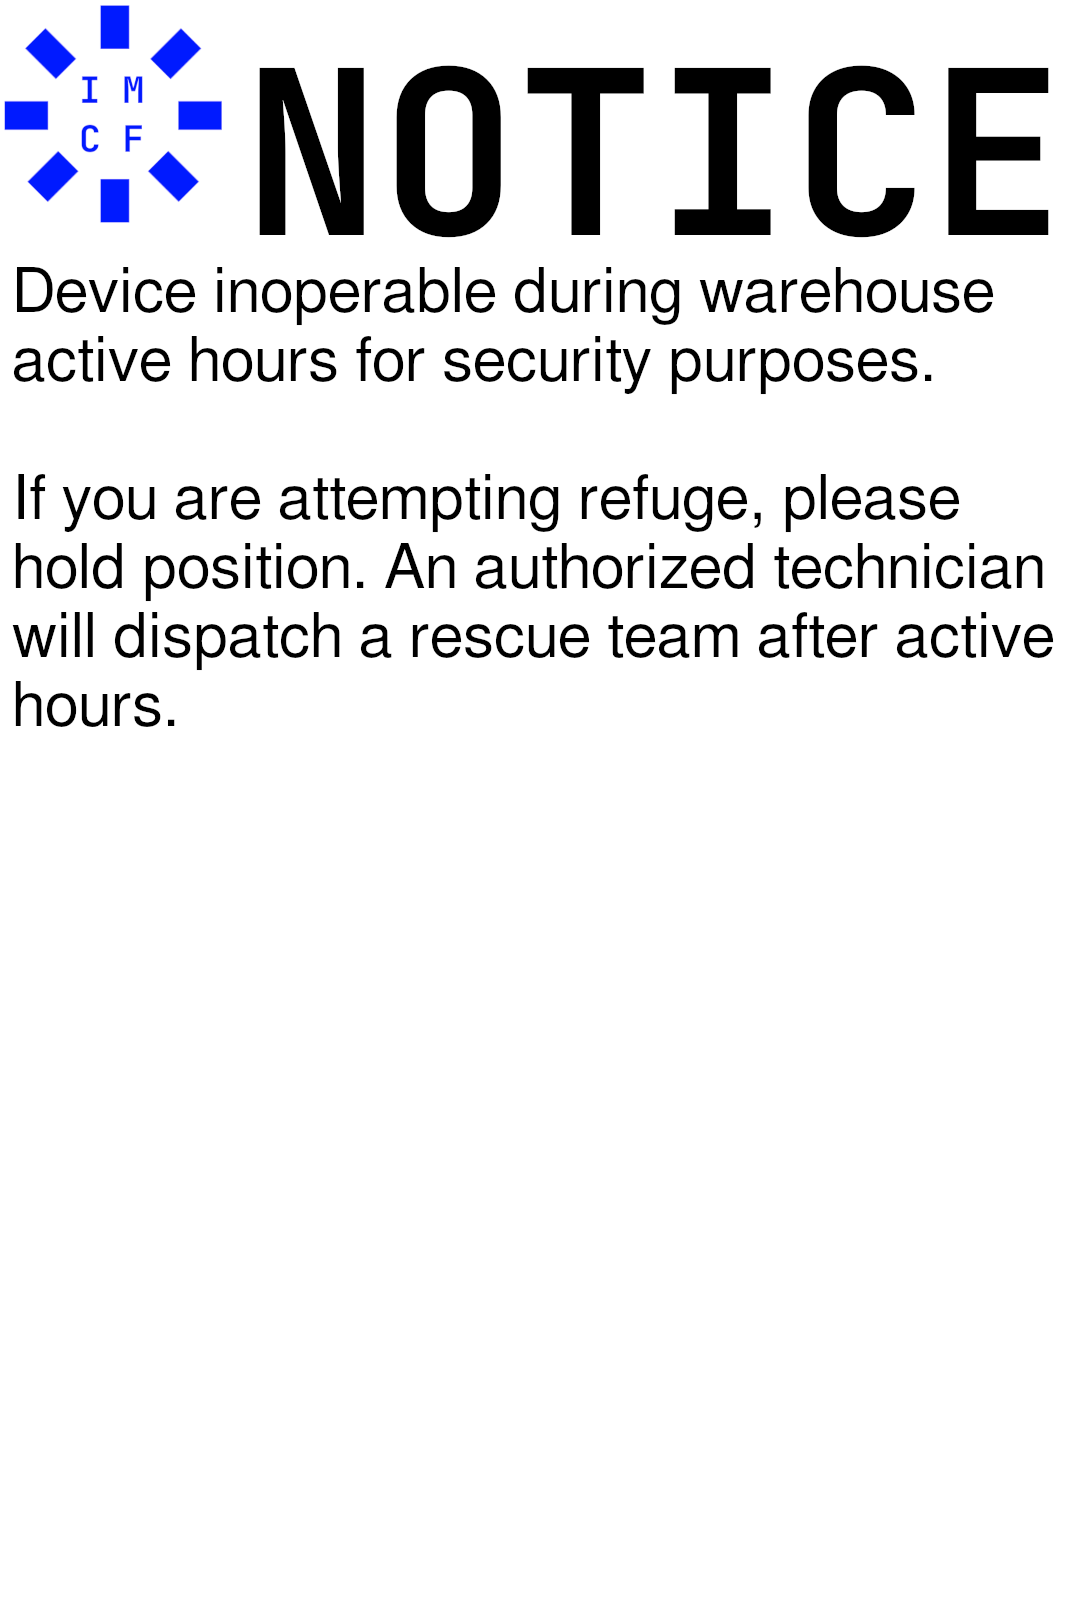 I M
C F
NOTICE
Device inoperable during warehouse
active hours for security purposes.
If you are attempting refuge, please
hold position. An authorized technician
will dispatch a rescue team after active
hours.